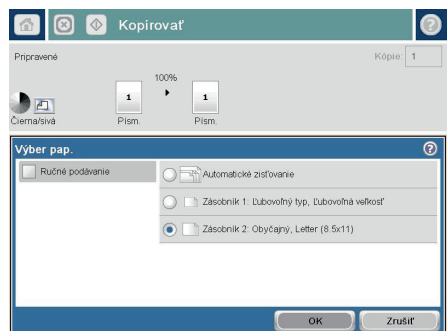 Kopírovať
Pripravené
Kópie: 1
100%
1
1
Čierna/sivá
Písm.
Písm.
Výber pap.
Ručné podávanie
Automatické zisťovanie
Zásobník 1: Ľubovoľný typ, Ľubovoľná veľkosť
Zásobník 2: Obyčajný, Letter (8.5x11)
OK
Zrušiť